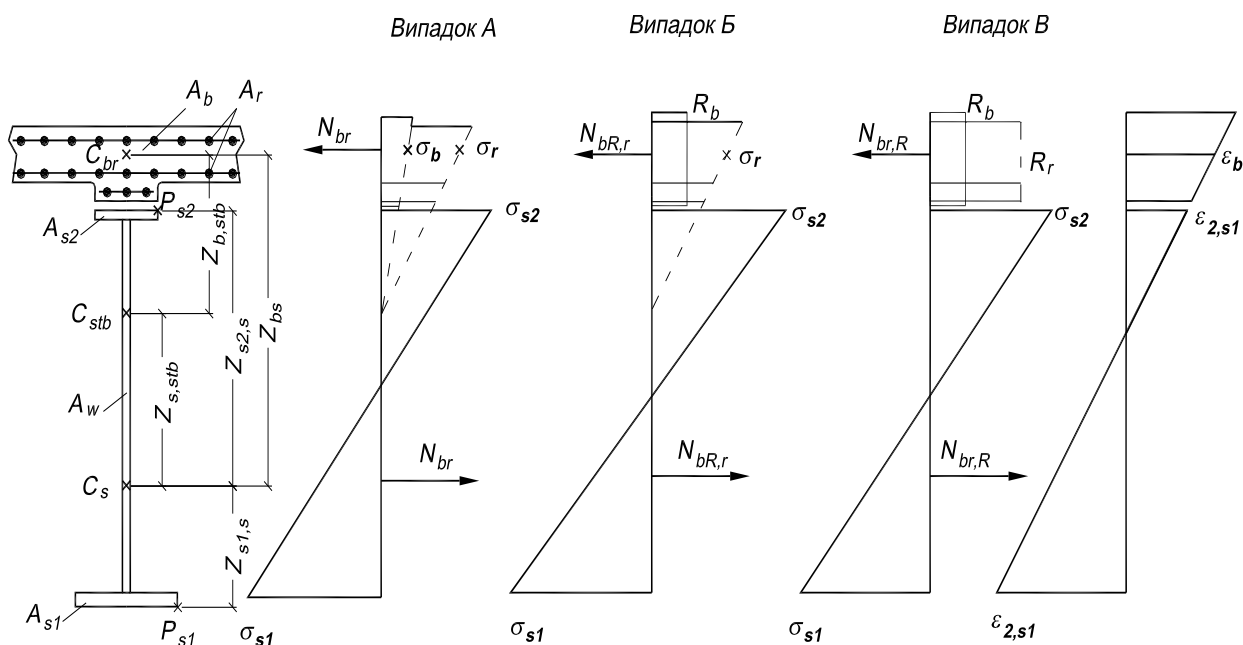 Випадок А
Випадок Б
Випадок В
A_b
A_r
N_br
C_br
σ_b
σ_r
R_b
N_bR,r
σ_r
R_b
N_br,R
R_r
ε_b
P_s2
A_s2
σ_s2
σ_s2
σ_s2
ε_2,s1
Z_b,stb
C_stb
Z_s2,s
Z_bs
Z_s,stb
A_w
N_br
N_bR,r
N_br,R
C_s
Z_s1,s
A_s1
P_s1
σ_s1
σ_s1
σ_s1
ε_2,s1